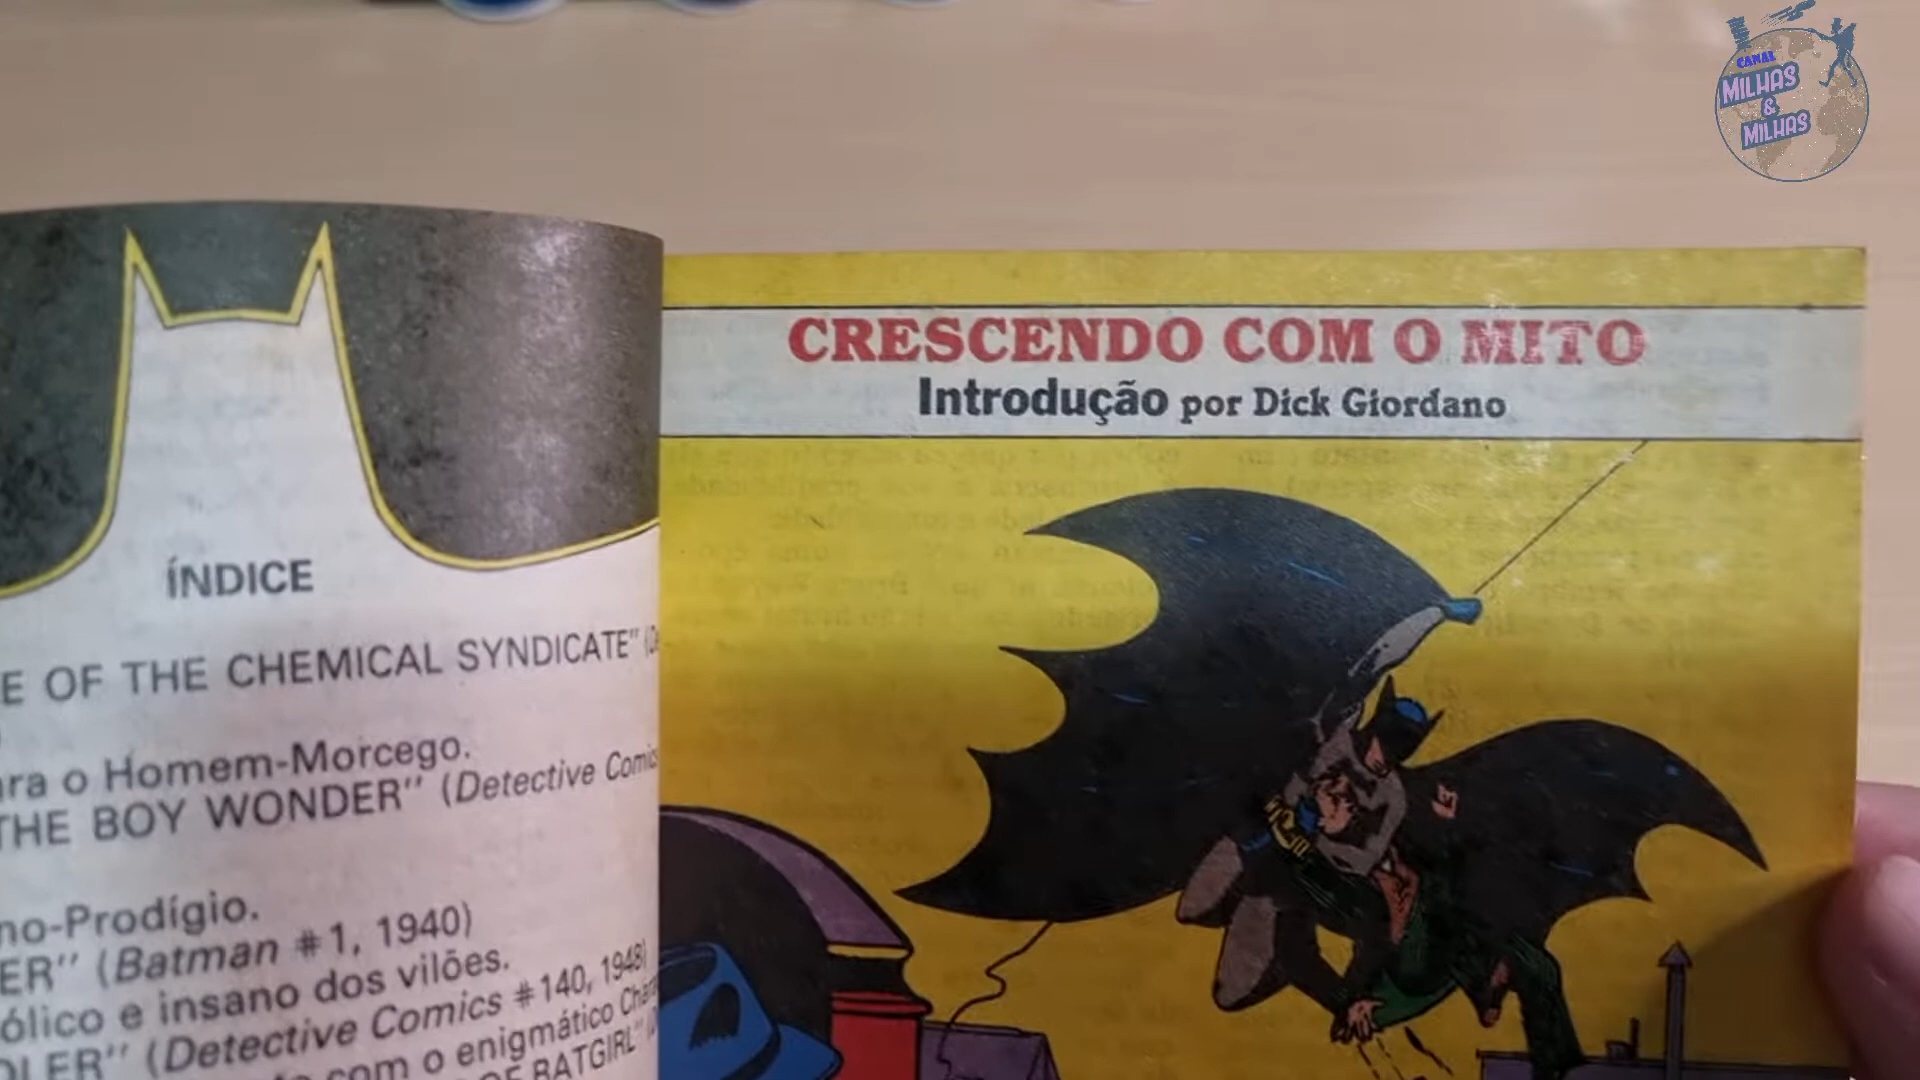 CANAL
MILHAS
&
MILHAS
ÍNDICE
E OF THE CHEMICAL SYNDICATE"
ara o Homem-Morcego.
THE BOY WONDER" (Detective Comics
no-Prodígio.
ER" (Batman #1, 1940)
ólico e insano dos vilões.
DLER" (Detective Comics #140, 1948)
com o enigmático
OF BATGIRL"
CRESCENDO COM O MITO
Introdução por Dick Giordano